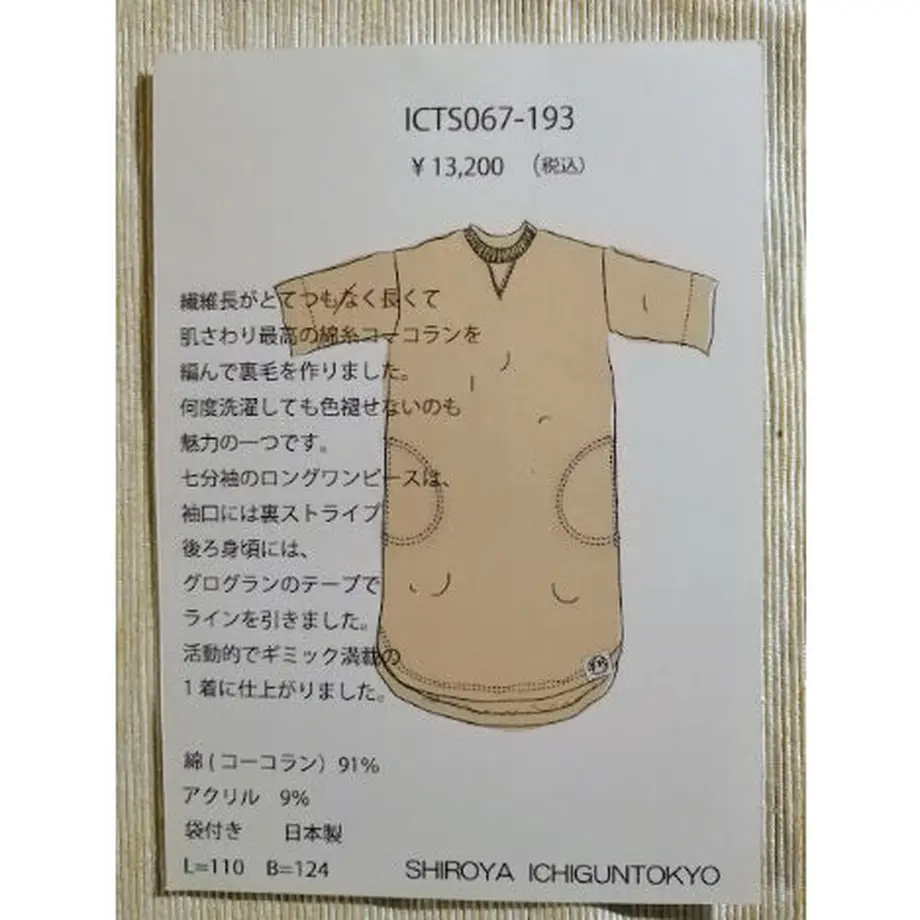 ICTS067-193
¥13,200 (税込)
繊維長がとてつもなく長くて
肌さわり最高の綿糸コーコランを
編んで裏毛を作りました。
何度洗濯しても色褪せないのも
魅力の一つです。
七分袖のロングワンピースは、
袖口には裏ストライプ
後ろ身頃には、
グログランのテープで
ラインを引きました。
活動的でギミック満載の
1着に仕上がりました。
綿(コーコラン) 91%
アクリル 9%
袋付き 日本製
L=110 B=124
SHIROYA ICHIGUNTOKYO